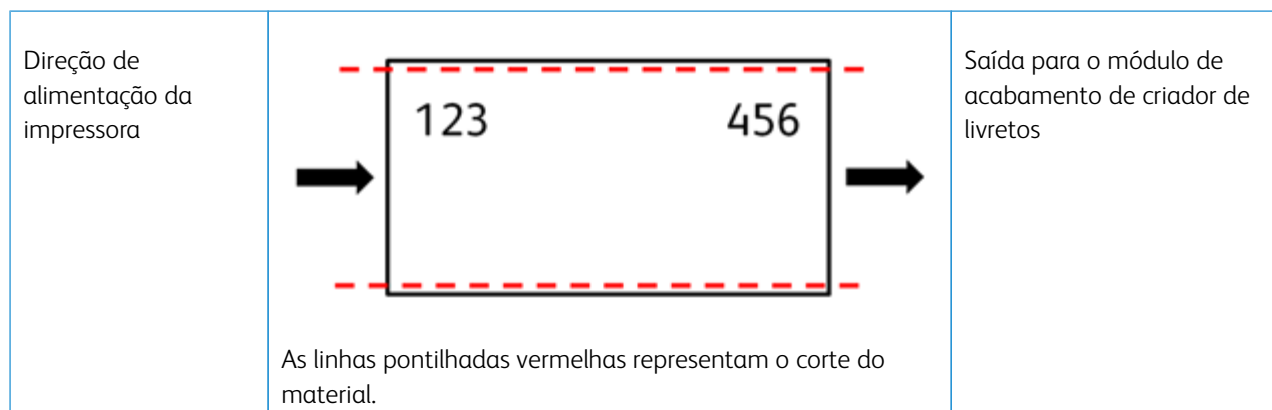 Direção de
alimentação da
impressora
123 456
As linhas pontilhadas vermelhas representam o corte do
material.
Saída para o módulo de
acabamento de criador de
livretos